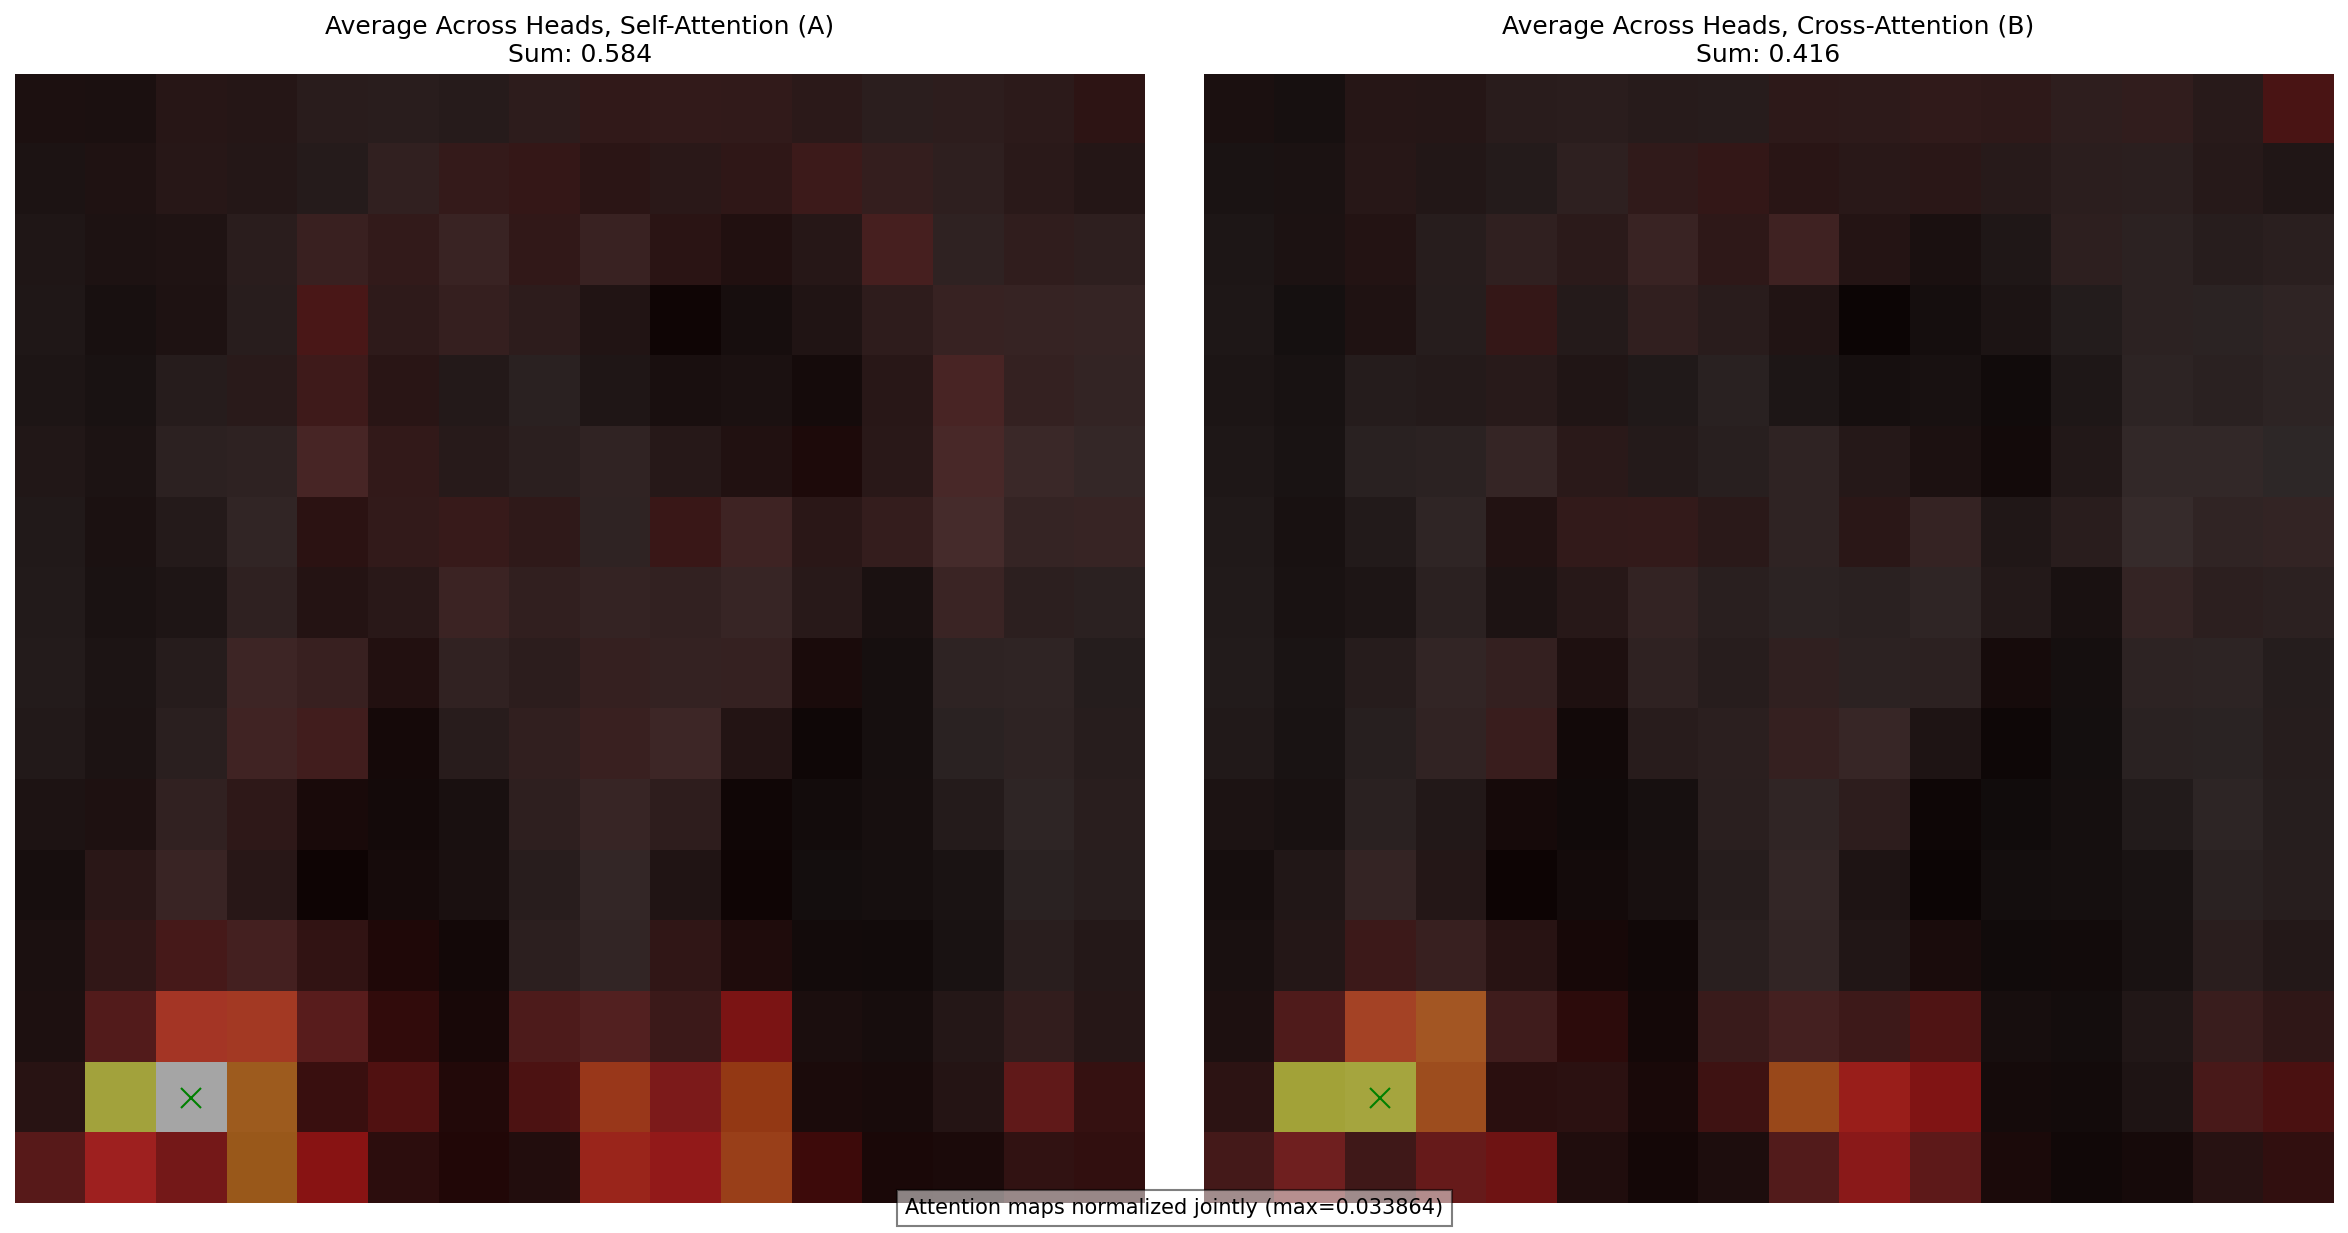 Average Across Heads, Self-Attention (A)
Sum: 0.584
Average Across Heads, Cross-Attention (B)
Sum: 0.416
Attention maps normalized jointly (max=0.033864)